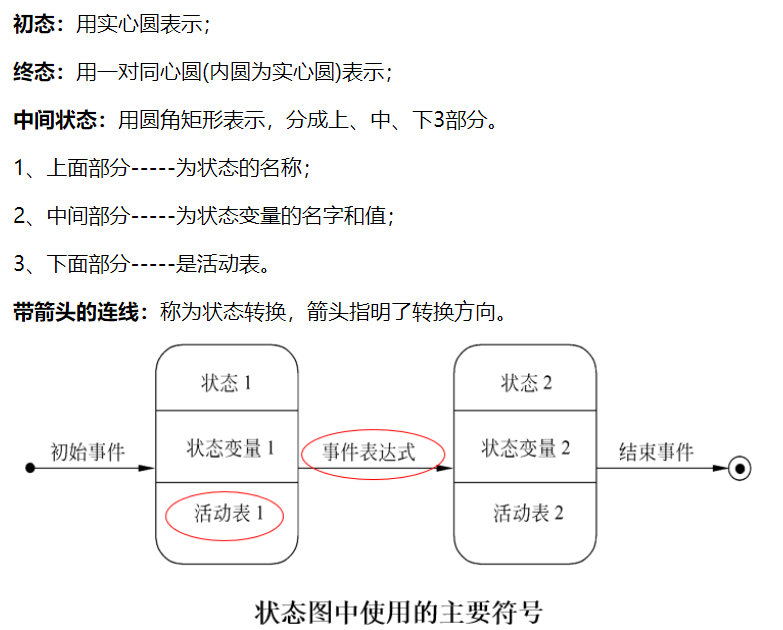 初态：用实心圆表示；
终态：用一对同心圆(内圆为实心圆)表示；
中间状态：用圆角矩形表示，分成上、中、下3部分。
1、上面部分-----为状态的名称；
2、中间部分-----为状态变量的名字和值；
3、下面部分-----是活动表。
带箭头的连线：称为状态转换，箭头指明了转换方向。
初始事件
状态 1
状态变量 1
活动表 1
事件表达式
状态 2
状态变量 2
活动表 2
结束事件
状态图中使用的主要符号